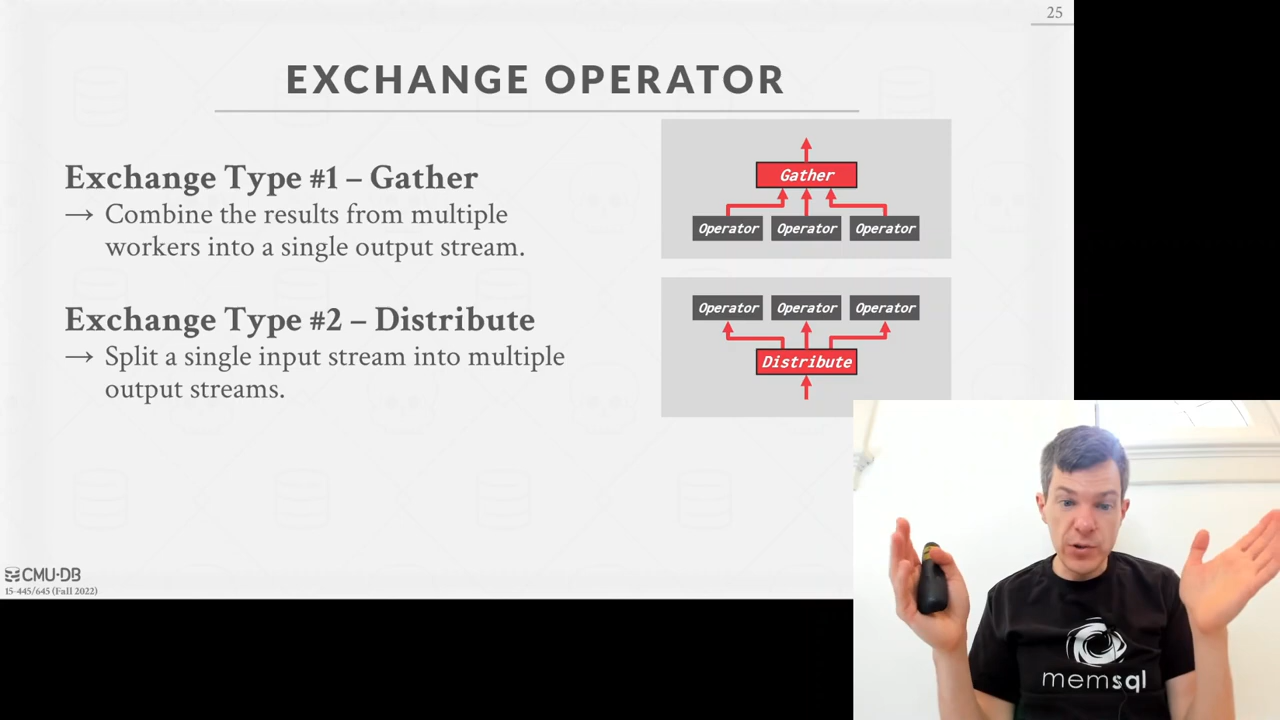 25
EXCHANGE OPERATOR
Exchange Type #1 – Gather
→ Combine the results from multiple
workers into a single output stream.
Exchange Type #2 – Distribute
→ Split a single input stream into multiple
output streams.
Gather
Operator Operator Operator
Operator Operator Operator
Distribute
CMU·DB
15-445/645 (Fall 2022)
memsql